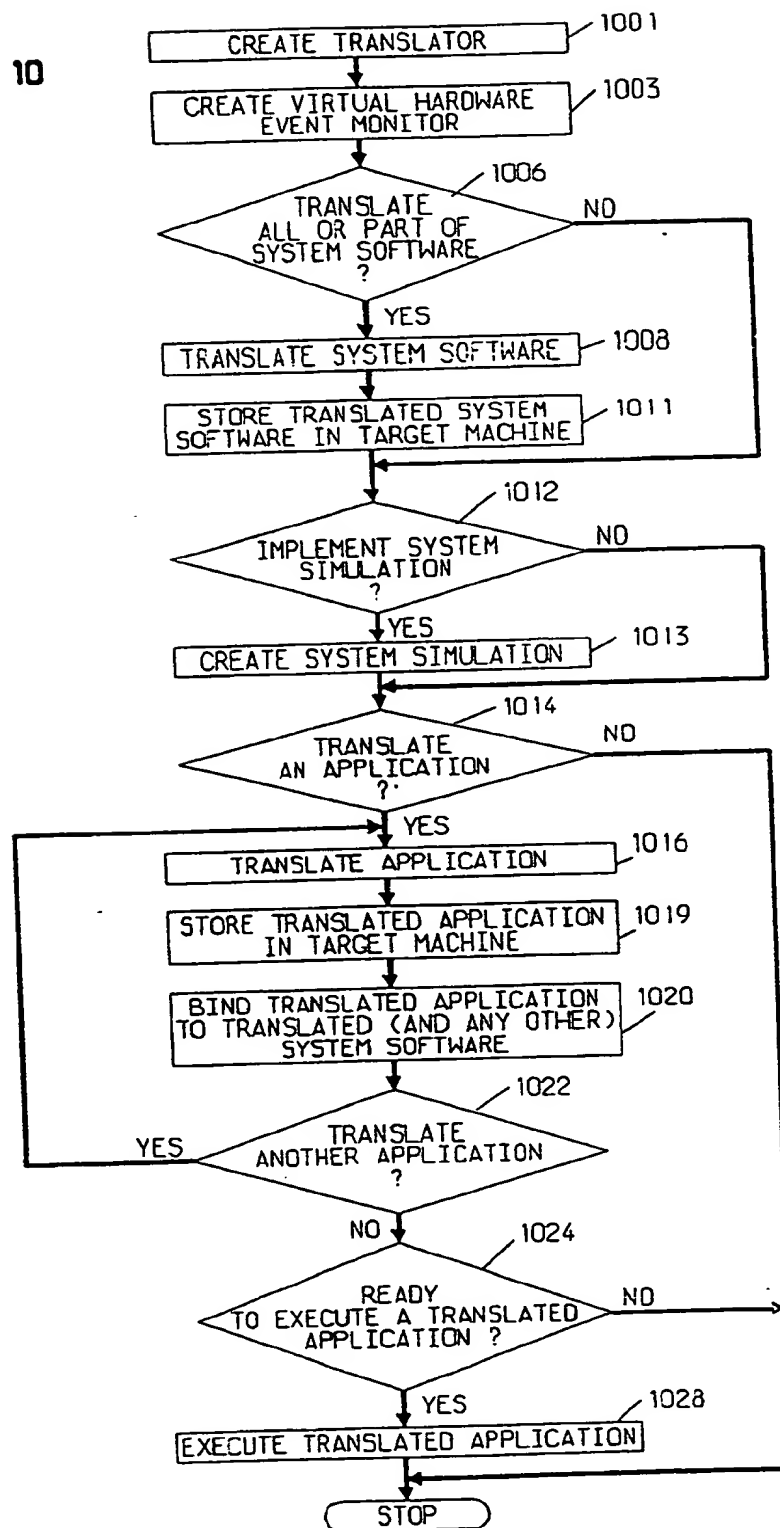 1001
CREATE TRANSLATOR
10
1003
CREATE VIRTUAL HARDWARE
EVENT MONITOR
1006
TRANSLATE
ALL OR PART OF
SYSTEM SOFTWARE
?
NO
YES
TRANSLATE SYSTEM SOFTWARE
1008
STORE TRANSLATED SYSTEM
SOFTWARE IN TARGET MACHINE
1011
1012
IMPLEMENT SYSTEM
SIMULATION
?
NO
YES
CREATE SYSTEM SIMULATION
1013
1014
TRANSLATE
AN APPLICATION
?
NO
YES
TRANSLATE APPLICATION
1016
STORE TRANSLATED APPLICATION
IN TARGET MACHINE
1019
BIND TRANSLATED APPLICATION
TO TRANSLATED (AND ANY OTHER)
SYSTEM SOFTWARE
1020
1022
YES
TRANSLATE
ANOTHER APPLICATION
?
NO
1024
READY
TO EXECUTE A TRANSLATED
APPLICATION ?
NO
YES
1028
EXECUTE TRANSLATED APPLICATION
STOP